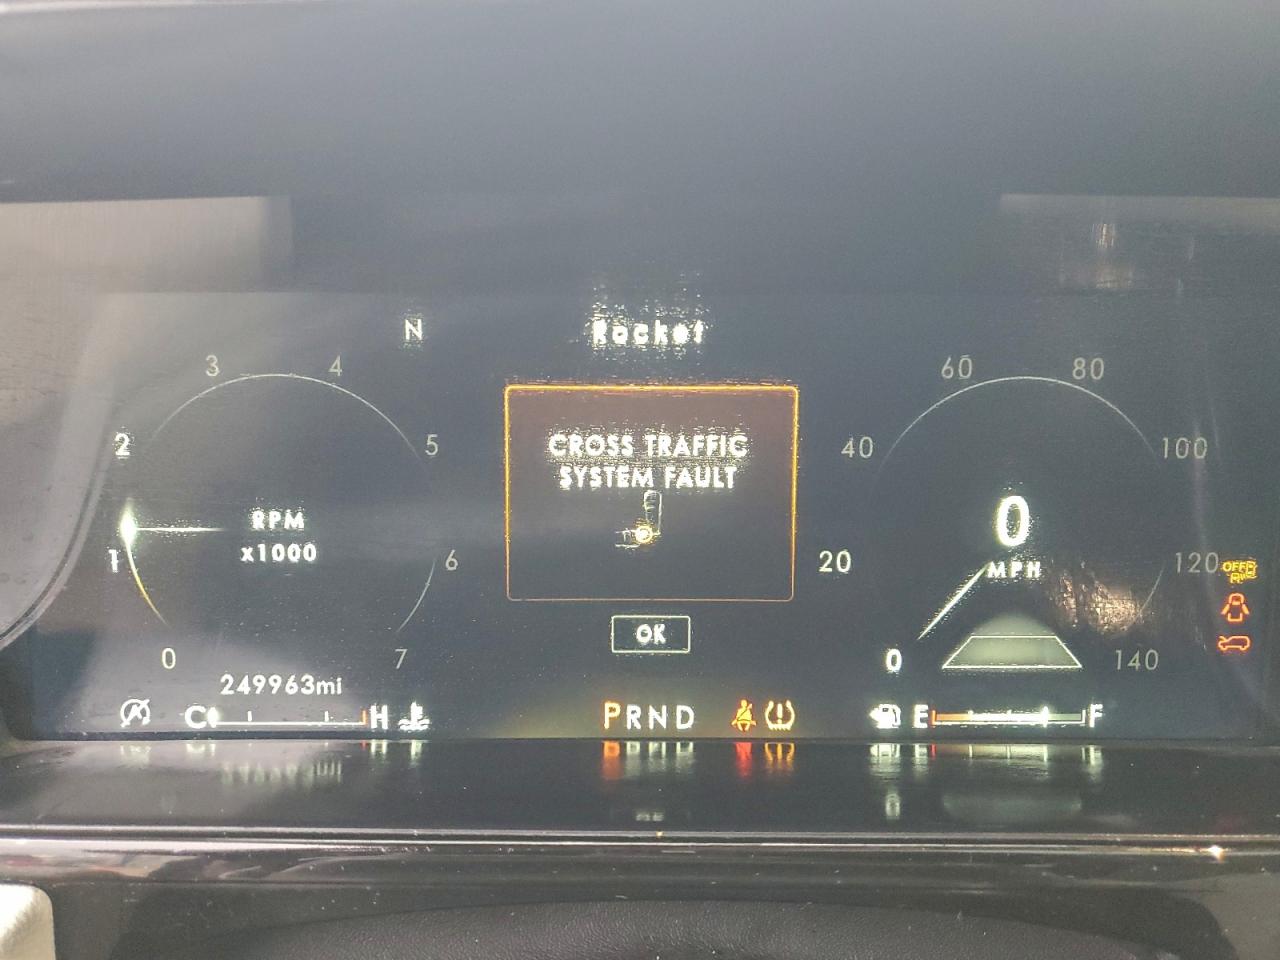 N
Rocket
3 4 60 80
2 5 40 100
CROSS TRAFFIC
SYSTEM FAULT
RPM
x1000
0
MPH
1 6 20 120
OFF
OK
0 7 0 140
249963mi
C H PRND E F